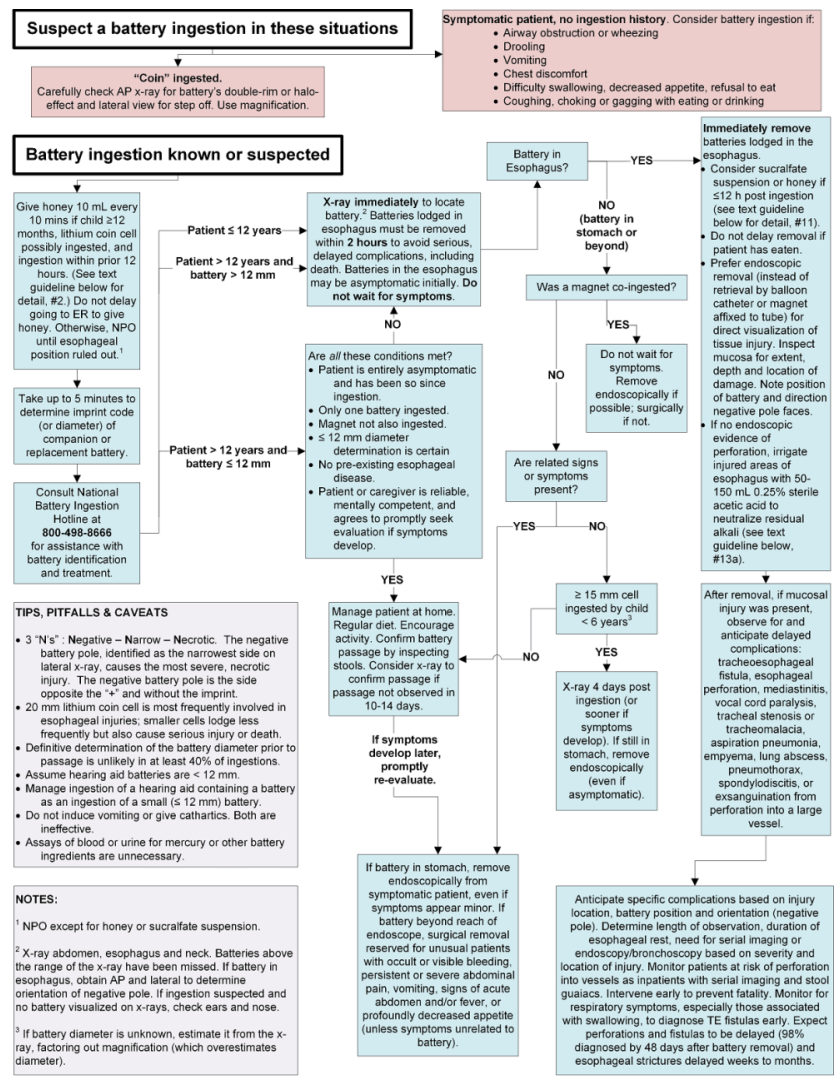 Suspect a battery ingestion in these situations
Symptomatic patient, no ingestion history. Consider battery ingestion if:
• Airway obstruction or wheezing
• Drooling
• Vomiting
• Chest discomfort
• Difficulty swallowing, decreased appetite, refusal to eat
• Coughing, choking or gagging with eating or drinking
“Coin” ingested.
Carefully check AP x-ray for battery’s double-rim or halo-
effect and lateral view for step off. Use magnification.
Battery ingestion known or suspected
Give honey 10 mL every
10 mins if child ≥12
months, lithium coin cell
possibly ingested, and
ingestion within prior 12
hours. (See text
guideline below for
detail, #2.) Do not delay
going to ER to give
honey. Otherwise, NPO
until esophageal
position ruled out.1
Take up to 5 minutes to
determine imprint code
(or diameter) of
companion or
replacement battery.
Consult National
Battery Ingestion
Hotline at
800-498-8666
for assistance with
battery identification
and treatment.
Patient ≤ 12 years
Patient > 12 years and
battery > 12 mm
Patient > 12 years and
battery ≤ 12 mm
X-ray immediately to locate
battery.2 Batteries lodged in
esophagus must be removed
within 2 hours to avoid serious,
delayed complications, including
death. Batteries in the esophagus
may be asymptomatic initially. Do
not wait for symptoms.
NO
Are all these conditions met?
• Patient is entirely asymptomatic
and has been so since
ingestion.
• Only one battery ingested.
• Magnet not also ingested.
• ≤ 12 mm diameter
determination is certain
• No pre-existing esophageal
disease.
• Patient or caregiver is reliable,
mentally competent, and
agrees to promptly seek
evaluation if symptoms
develop.
YES
Manage patient at home.
Regular diet. Encourage
activity. Confirm battery
passage by inspecting
stools. Consider x-ray to
confirm passage if
passage not observed in
10-14 days.
If symptoms
develop later,
promptly
re-evaluate.
If battery in stomach, remove
endoscopically from
symptomatic patient, even if
symptoms appear minor. If
battery beyond reach of
endoscope, surgical removal
reserved for unusual patients
with occult or visible bleeding,
persistent or severe abdominal
pain, vomiting, signs of acute
abdomen and/or fever, or
profoundly decreased appetite
(unless symptoms unrelated to
battery).
Battery in
Esophagus?
YES
NO
(battery in
stomach or
beyond)
Was a magnet co-ingested?
YES
NO
Do not wait for
symptoms.
Remove
endoscopically if
possible; surgically
if not.
Are related signs
or symptoms
present?
YES
NO
≥ 15 mm cell
ingested by child
< 6 years3
NO
YES
X-ray 4 days post
ingestion (or
sooner if
symptoms
develop). If still in
stomach, remove
endoscopically
(even if
asymptomatic).
Immediately remove
batteries lodged in the
esophagus.
• Consider sucralfate
suspension or honey if
≤12 h post ingestion
(see text guideline
below for detail, #11).
• Do not delay removal if
patient has eaten.
• Prefer endoscopic
removal (instead of
retrieval by balloon
catheter or magnet
affixed to tube) for
direct visualization of
tissue injury. Inspect
mucosa for extent,
depth and location of
damage. Note position
of battery and direction
negative pole faces.
• If no endoscopic
evidence of
perforation, irrigate
injured areas of
esophagus with 50-
150 mL 0.25% sterile
acetic acid to
neutralize residual
alkali (see text
guideline below,
#13a).
After removal, if mucosal
injury was present,
observe for and
anticipate delayed
complications:
tracheoesophageal
fistula, esophageal
perforation, mediastinitis,
vocal cord paralysis,
tracheal stenosis or
tracheomalacia,
aspiration pneumonia,
empyema, lung abscess,
pneumothorax,
spondylodiscitis, or
exsanguination from
perforation into a large
vessel.
Anticipate specific complications based on injury
location, battery position and orientation (negative
pole). Determine length of observation, duration of
esophageal rest, need for serial imaging or
endoscopy/bronchoscopy based on severity and
location of injury. Monitor patients at risk of perforation
into vessels as inpatients with serial imaging and stool
guaiacs. Intervene early to prevent fatality. Monitor for
respiratory symptoms, especially those associated
with swallowing, to diagnose TE fistulas early. Expect
perforations and fistulas to be delayed (98%
diagnosed by 48 days after battery removal) and
esophageal strictures delayed weeks to months.
TIPS, PITFALLS & CAVEATS
• 3 “N’s” : Negative – Narrow – Necrotic. The negative
battery pole, identified as the narrowest side on
lateral x-ray, causes the most severe, necrotic
injury. The negative battery pole is the side
opposite the “+” and without the imprint.
• 20 mm lithium coin cell is most frequently involved in
esophageal injuries; smaller cells lodge less
frequently but also cause serious injury or death.
• Definitive determination of the battery diameter prior to
passage is unlikely in at least 40% of ingestions.
• Assume hearing aid batteries are < 12 mm.
• Manage ingestion of a hearing aid containing a battery
as an ingestion of a small (≤ 12 mm) battery.
• Do not induce vomiting or give cathartics. Both are
ineffective.
• Assays of blood or urine for mercury or other battery
ingredients are unnecessary.
NOTES:
1 NPO except for honey or sucralfate suspension.
2 X-ray abdomen, esophagus and neck. Batteries above
the range of the x-ray have been missed. If battery in
esophagus, obtain AP and lateral to determine
orientation of negative pole. If ingestion suspected and
no battery visualized on x-rays, check ears and nose.
3 If battery diameter is unknown, estimate it from the x-
ray, factoring out magnification (which overestimates
diameter).